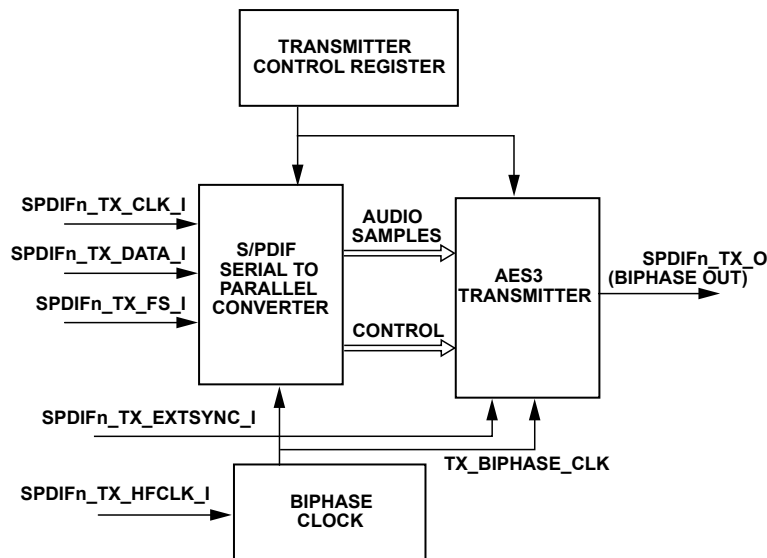 TRANSMITTER
CONTROL REGISTER
SPDIFn_TX_CLK_I
SPDIFn_TX_DATA_I
SPDIFn_TX_FS_I
S/PDIF
SERIAL TO
PARALLEL
CONVERTER
AUDIO
SAMPLES
CONTROL
AES3
TRANSMITTER
SPDIFn_TX_O
(BIPHASE OUT)
SPDIFn_TX_EXTSYNC_I
TX_BIPHASE_CLK
SPDIFn_TX_HFCLK_I
BIPHASE
CLOCK